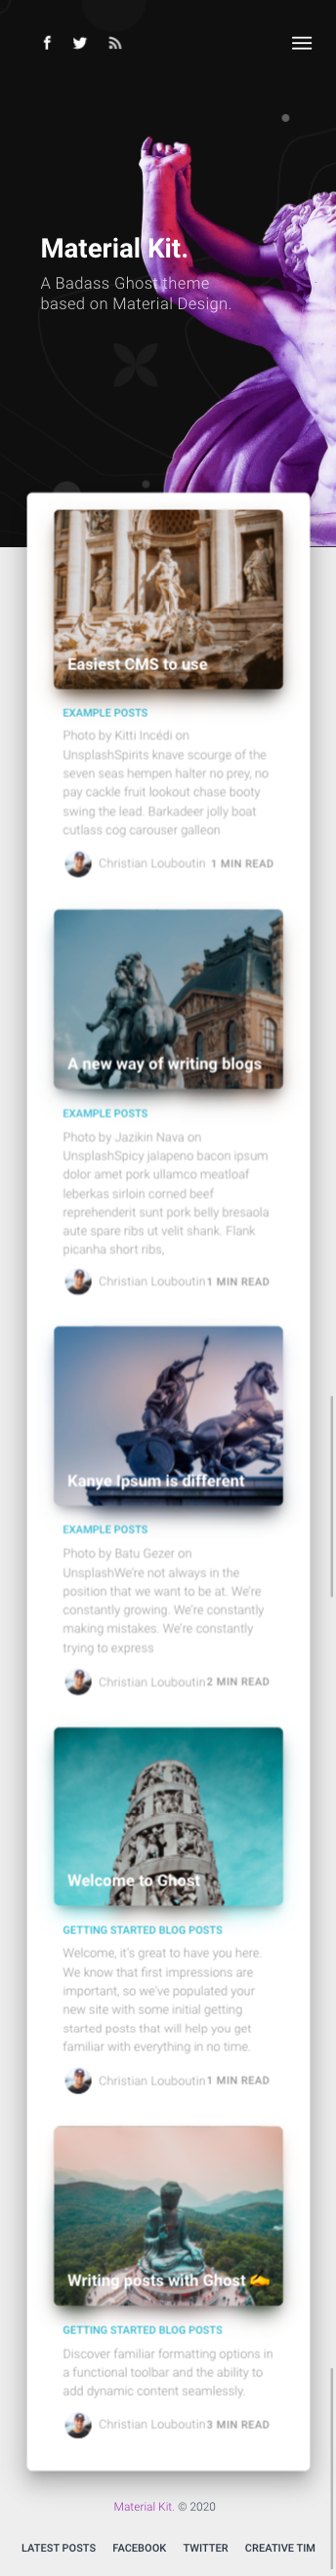 Material Kit.
A Badass Ghost theme
based on Material Design.
Easiest CMS to use
EXAMPLE POSTS
Photo by Kitti Incédi on
UnsplashSpirits knave scourge of the
seven seas hempen halter no prey, no
pay cackle fruit lookout chase booty
swing the lead. Barkadeer jolly boat
cutlass cog carouser galleon
Christian Louboutin 1 MIN READ
A new way of writing blogs
EXAMPLE POSTS
Photo by Jazikin Nava on
UnsplashSpicy jalapeno bacon ipsum
dolor amet pork ullamco meatloaf
leberkas sirloin corned beef
reprehenderit sunt pork belly bresaola
aute spare ribs ut velit shank. Flank
picanha short ribs,
Christian Louboutin 1 MIN READ
Kanye Ipsum is different
EXAMPLE POSTS
Photo by Batu Gezer on
UnsplashWe're not always in the
position that we want to be at. We're
constantly growing. We're constantly
making mistakes. We're constantly
trying to express
Christian Louboutin 2 MIN READ
Welcome to Ghost
GETTING STARTED BLOG POSTS
Welcome, it's great to have you here.
We know that first impressions are
important, so we've populated your
new site with some initial getting
started posts that will help you get
familiar with everything in no time.
Christian Louboutin 1 MIN READ
Writing posts with Ghost ✍️
GETTING STARTED BLOG POSTS
Discover familiar formatting options in
a functional toolbar and the ability to
add dynamic content seamlessly.
Christian Louboutin 3 MIN READ
Material Kit. © 2020
LATEST POSTS FACEBOOK TWITTER CREATIVE TIM